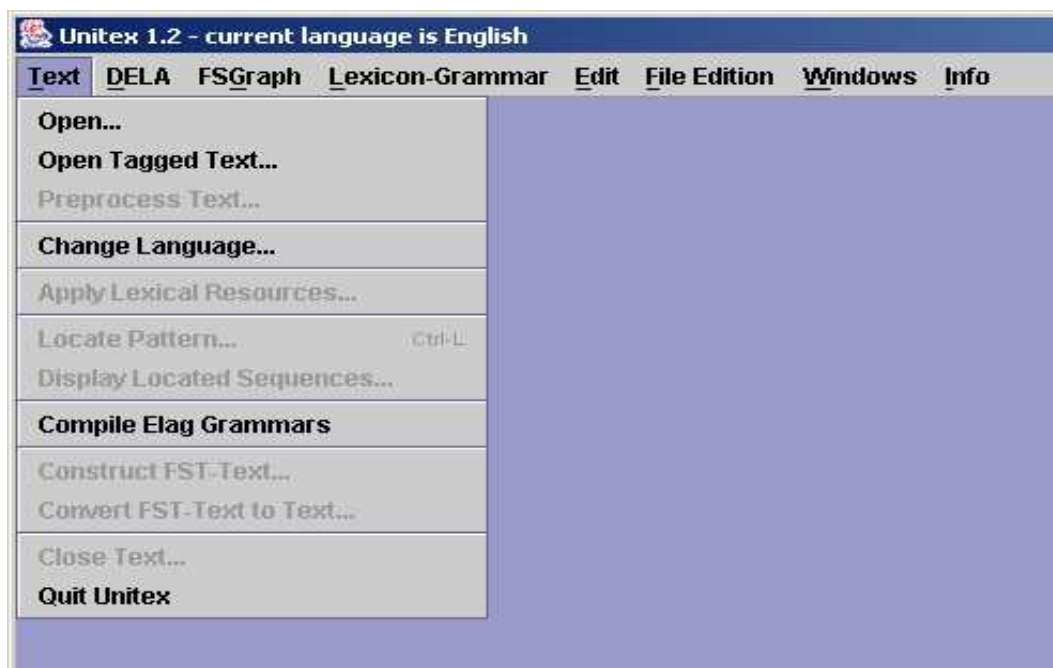 Unitex 1.2 - current language is English
Text DELA FSGraph Lexicon-Grammar Edit File Edition Windows Info
Open...
Open Tagged Text...
Preprocess Text...
Change Language...
Apply Lexical Resources...
Locate Pattern... Ctrl-L
Display Located Sequences...
Compile Elag Grammars
Construct FST-Text...
Convert FST-Text to Text...
Close Text...
Quit Unitex